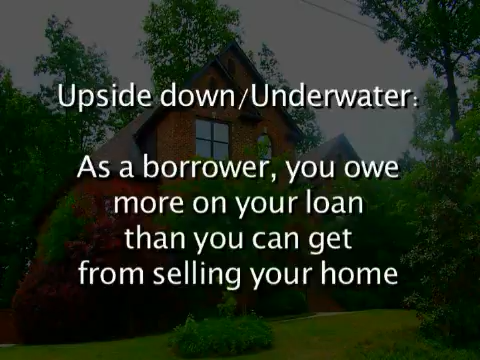 Upside down/Underwater:
As a borrower, you owe
more on your loan
than you can get
from selling your home